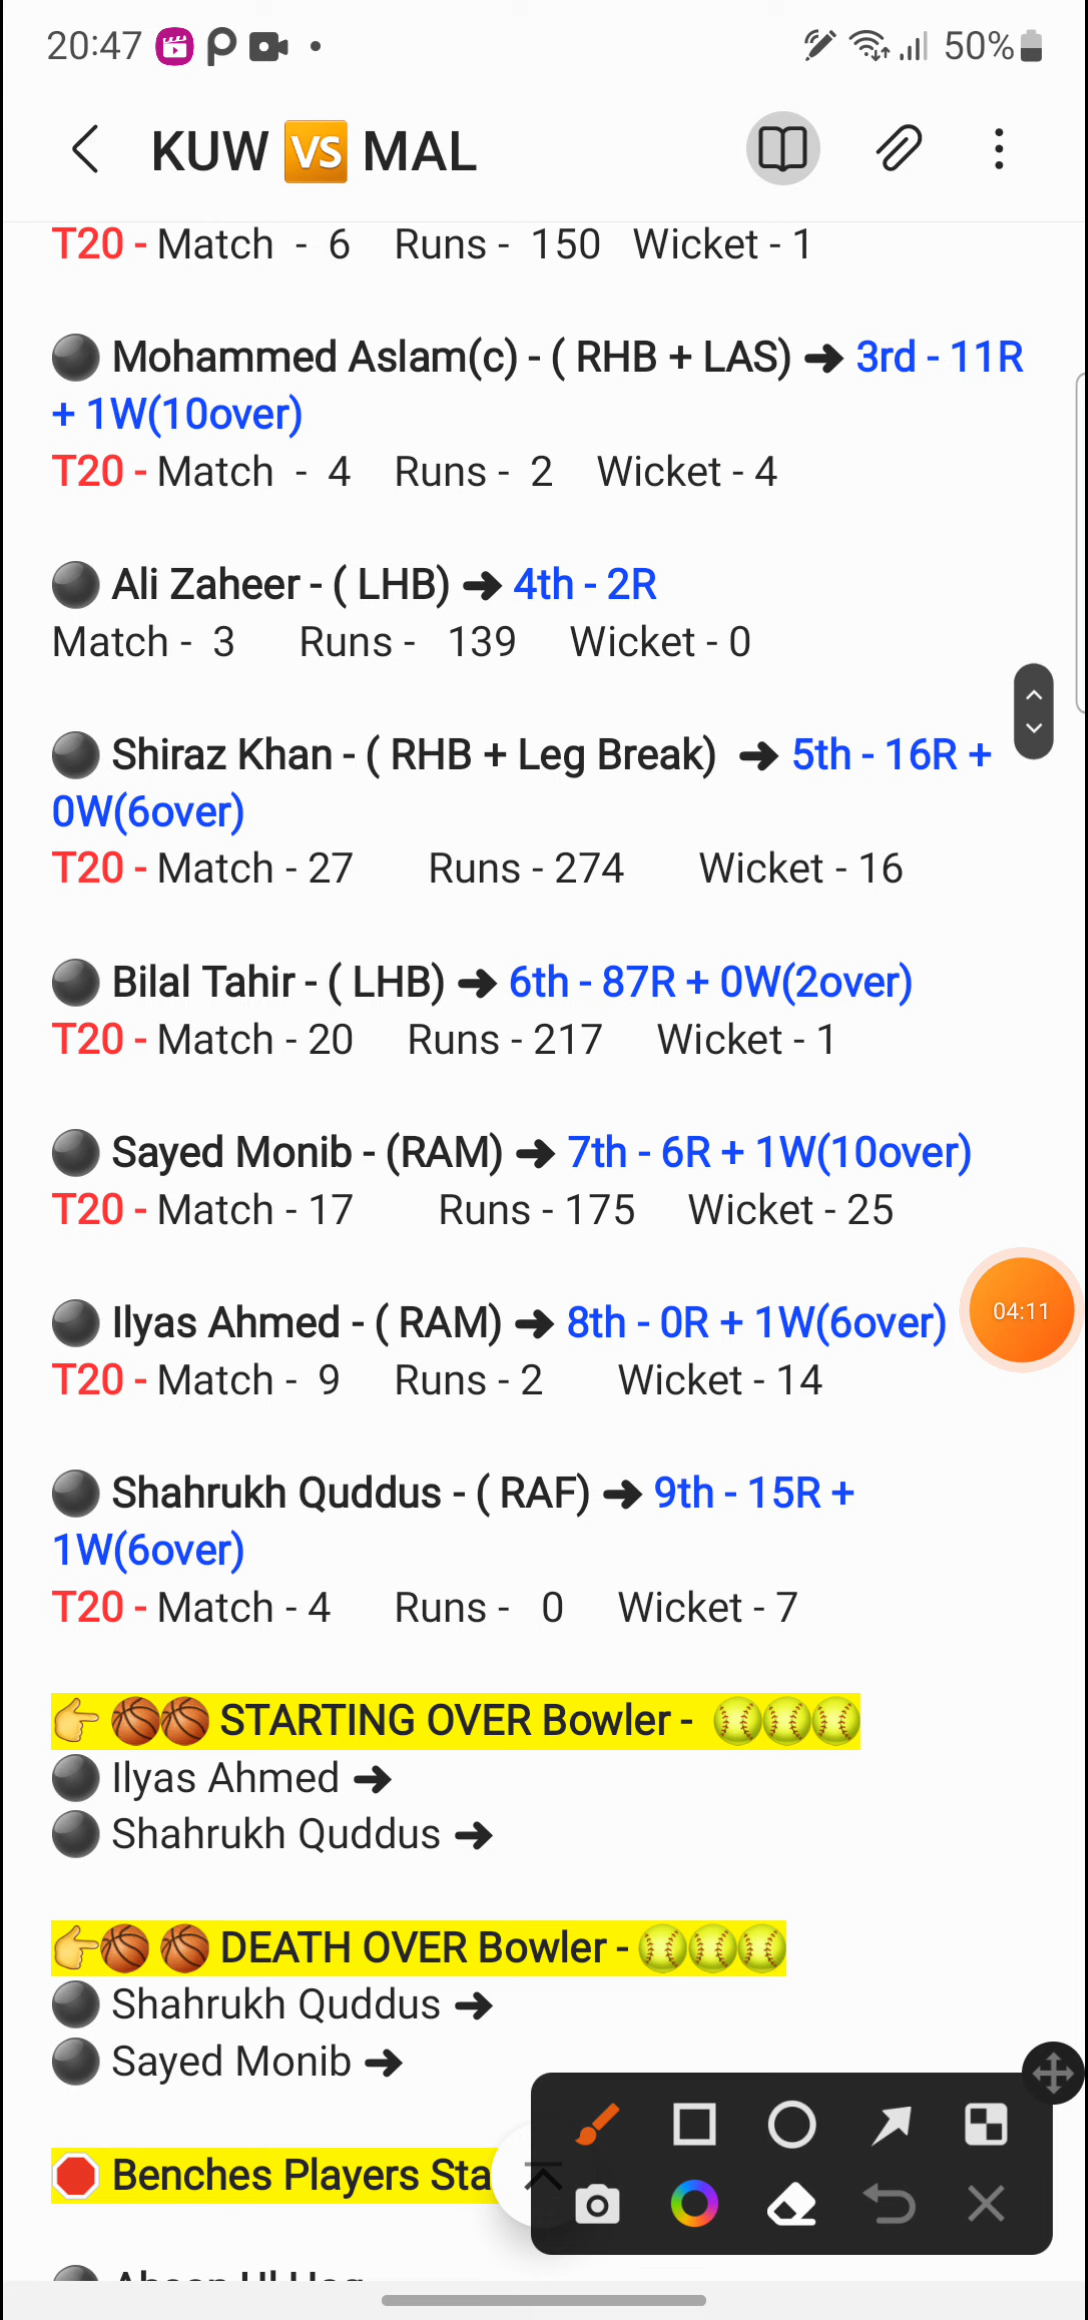 20:47 50%
KUW VS MAL
T20 - Match - 6 Runs - 150 Wicket - 1
Mohammed Aslam(c) - ( RHB + LAS) ➔ 3rd - 11R
+ 1W(10over)
T20 - Match - 4 Runs - 2 Wicket - 4
Ali Zaheer - ( LHB) ➔ 4th - 2R
Match - 3 Runs - 139 Wicket - 0
Shiraz Khan - ( RHB + Leg Break) ➔ 5th - 16R +
0W(6over)
T20 - Match - 27 Runs - 274 Wicket - 16
Bilal Tahir - ( LHB) ➔ 6th - 87R + 0W(2over)
T20 - Match - 20 Runs - 217 Wicket - 1
Sayed Monib - (RAM) ➔ 7th - 6R + 1W(10over)
T20 - Match - 17 Runs - 175 Wicket - 25
Ilyas Ahmed - ( RAM) ➔ 8th - 0R + 1W(6over)
04:11
T20 - Match - 9 Runs - 2 Wicket - 14
Shahrukh Quddus - ( RAF) ➔ 9th - 15R +
1W(6over)
T20 - Match - 4 Runs - 0 Wicket - 7
STARTING OVER Bowler -
Ilyas Ahmed ➔
Shahrukh Quddus ➔
DEATH OVER Bowler -
Shahrukh Quddus ➔
Sayed Monib ➔
Benches Players Sta